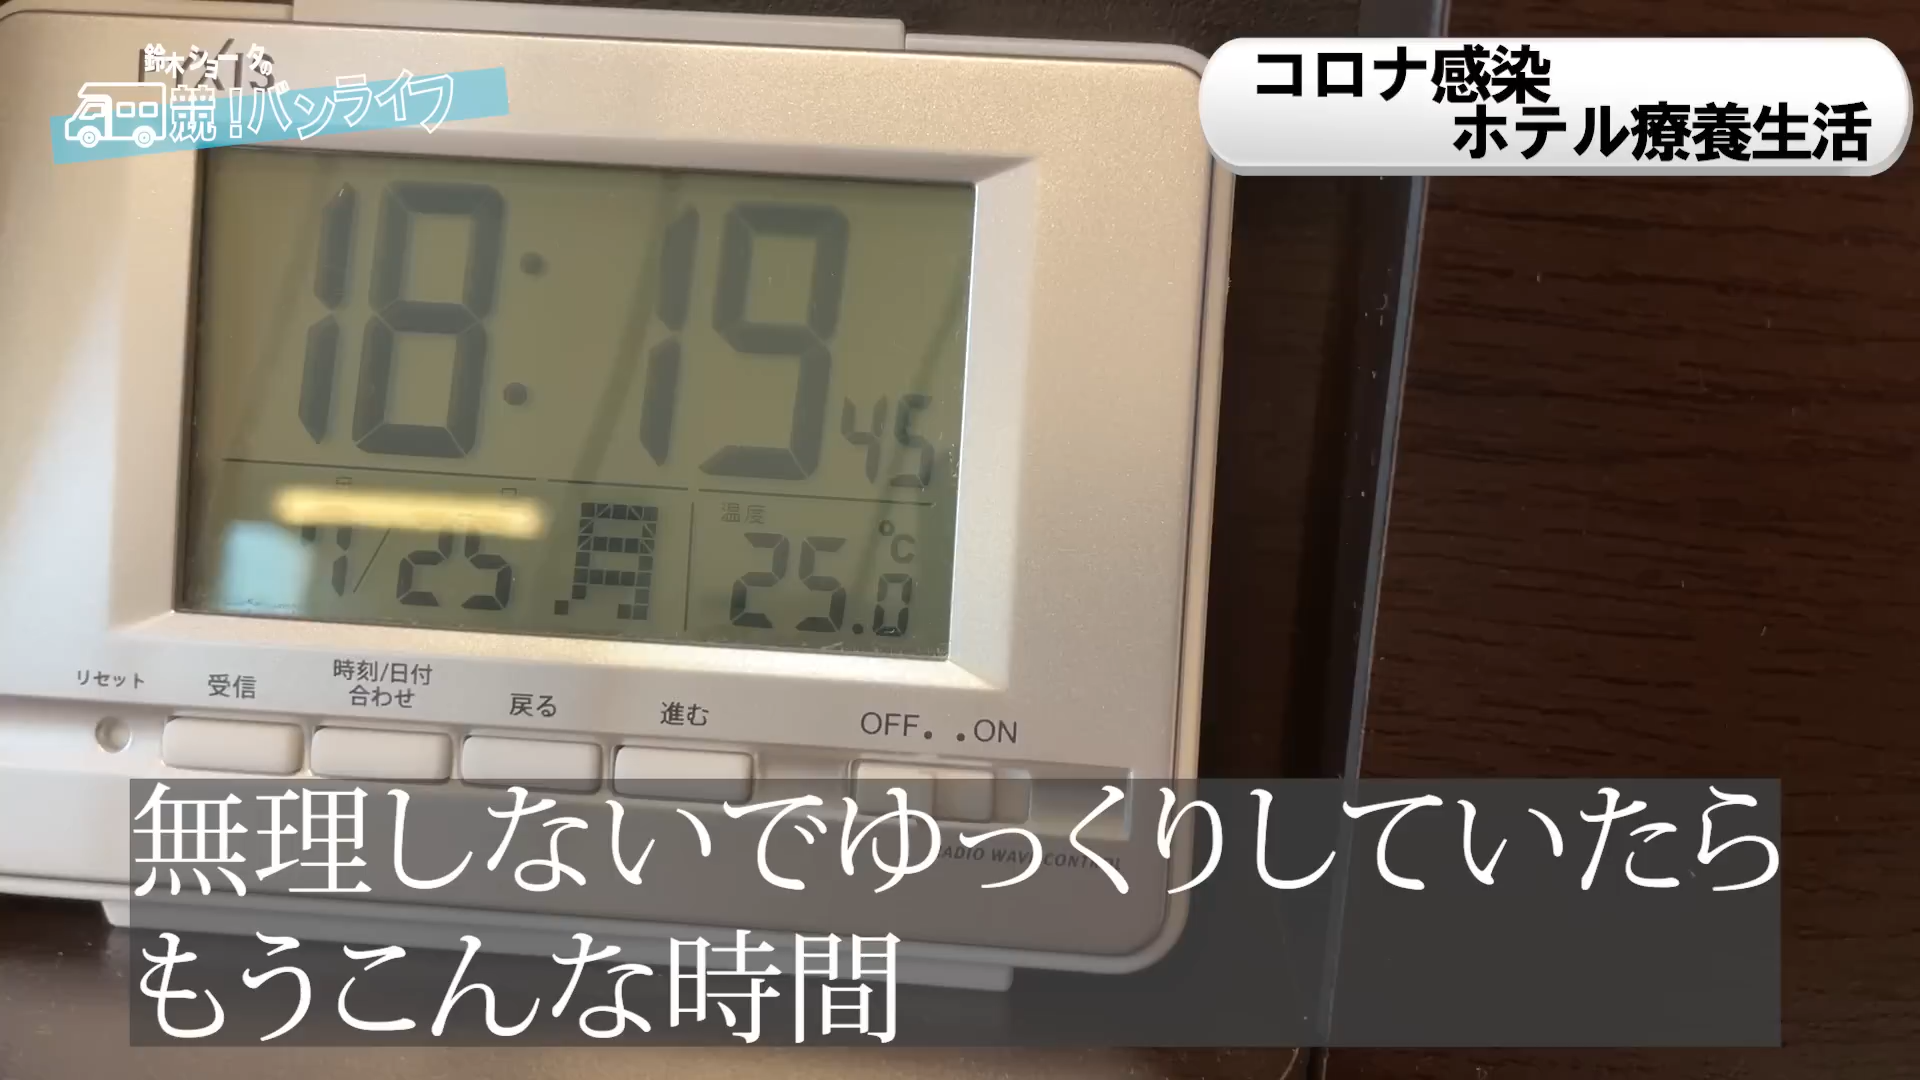 鈴木ショータの
競！バンライフ
コロナ感染
ホテル療養生活
18:19 45
温度
7/25 月 25.0 ℃
リセット 受信 時刻/日付 合わせ 戻る 進む OFF. .ON
RADIO WAVE CONTROL
無理しないでゆっくりしていたら
もうこんな時間